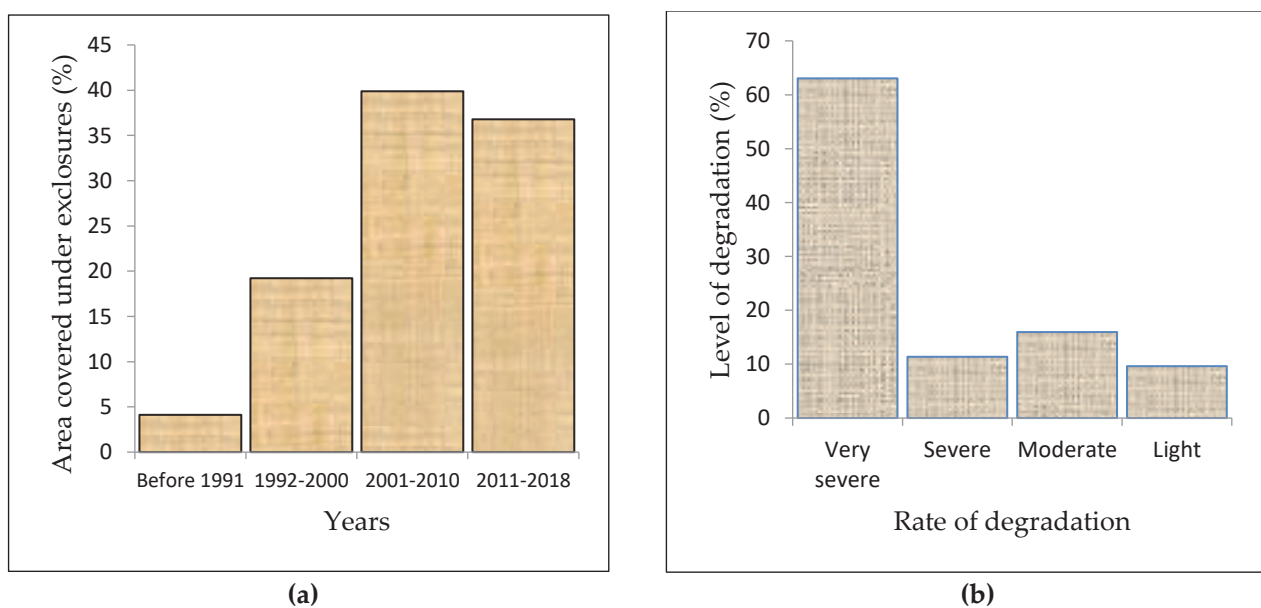 Area covered under exclosures (%)
45
40
35
30
25
20
15
10
5
0
Before 1991 1992-2000 2001-2010 2011-2018
Years
(a)
Level of degradation (%)
70
60
50
40
30
20
10
0
Very severe Severe Moderate Light
Rate of degradation
(b)